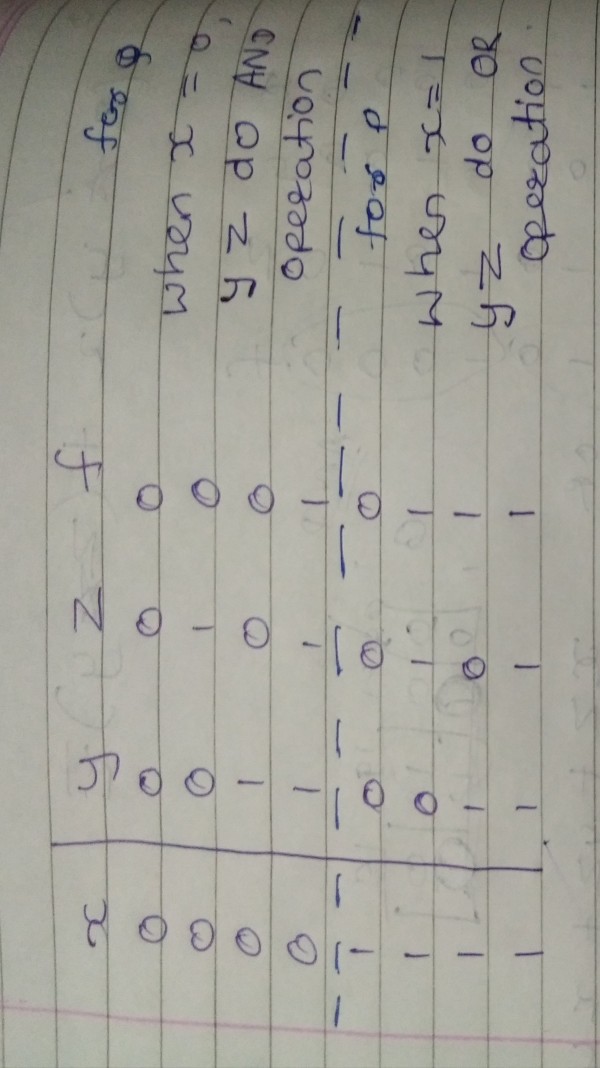 x y z f for g
0 0 0 0
0 0 1 0 when x = 0,
0 1 0 0 y z do AND
0 1 1 1 operation
1 0 0 0 for P
1 0 1 1 when x = 1
1 1 0 1 y z do OR
1 1 1 1 operation.